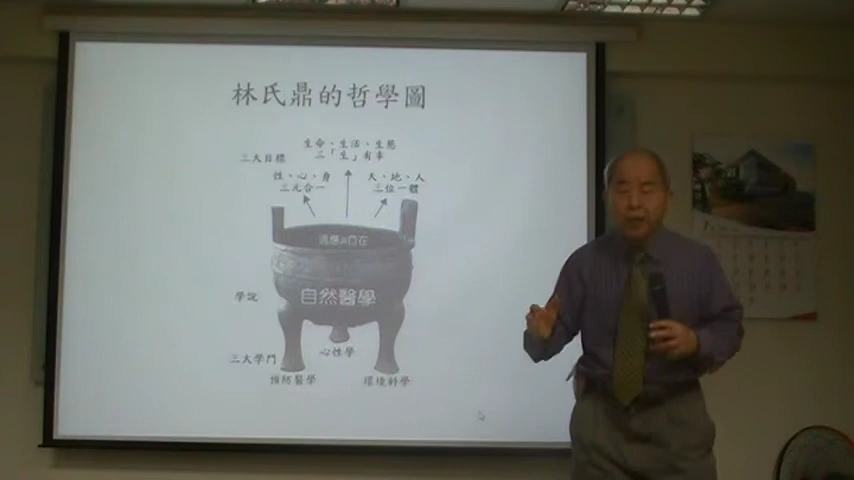 林氏鼎的哲學圖
生命、生活、生態
三大目標
三「生」有幸
性、心、身
天、地、人
三元合一
三位一體
自在
自然醫學
學說
心性學
三大學門
預防醫學
環境科學